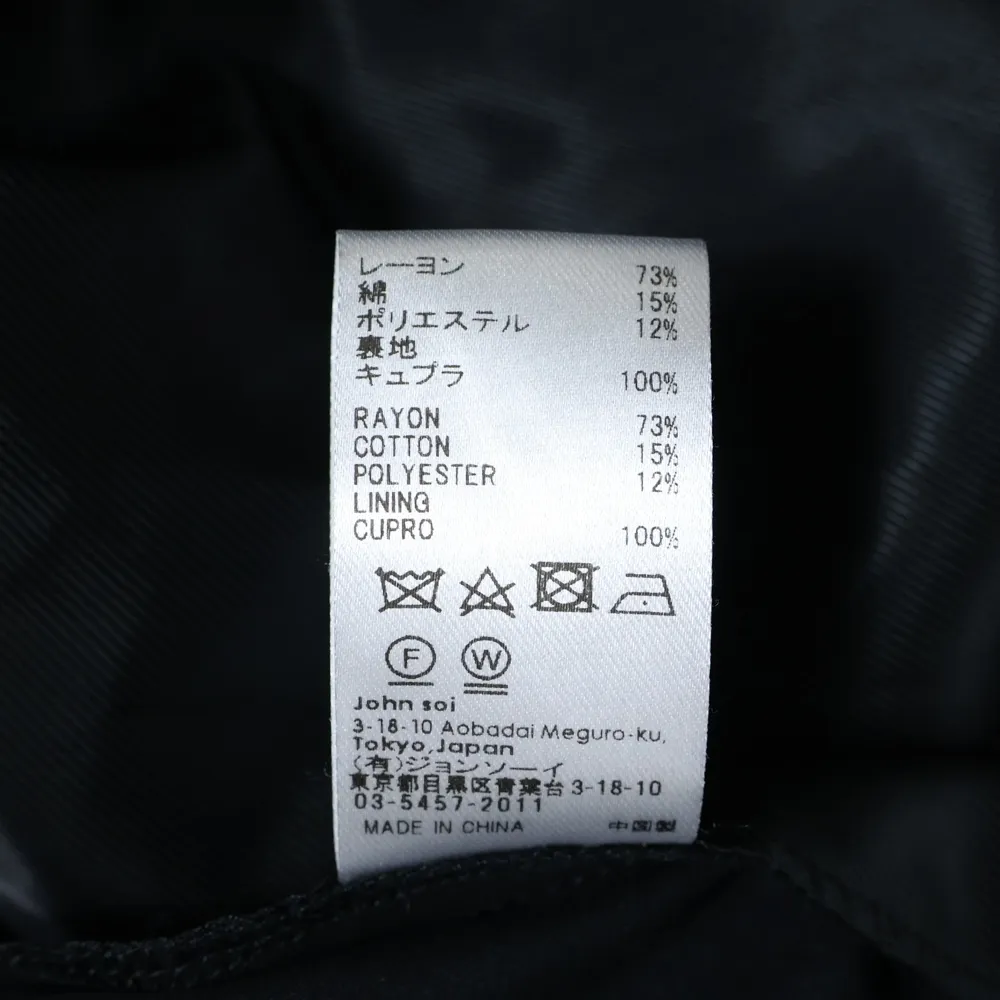 レーヨン 73%
綿 15%
ポリエステル 12%
裏地
キュプラ 100%
RAYON 73%
COTTON 15%
POLYESTER 12%
LINING
CUPRO 100%
F W
John soi
3-18-10 Aobadai Meguro-ku,
Tokyo,Japan
(有)ジョンソーイ
東京都目黒区青葉台3-18-10
03-5457-2011
MADE IN CHINA 中国製